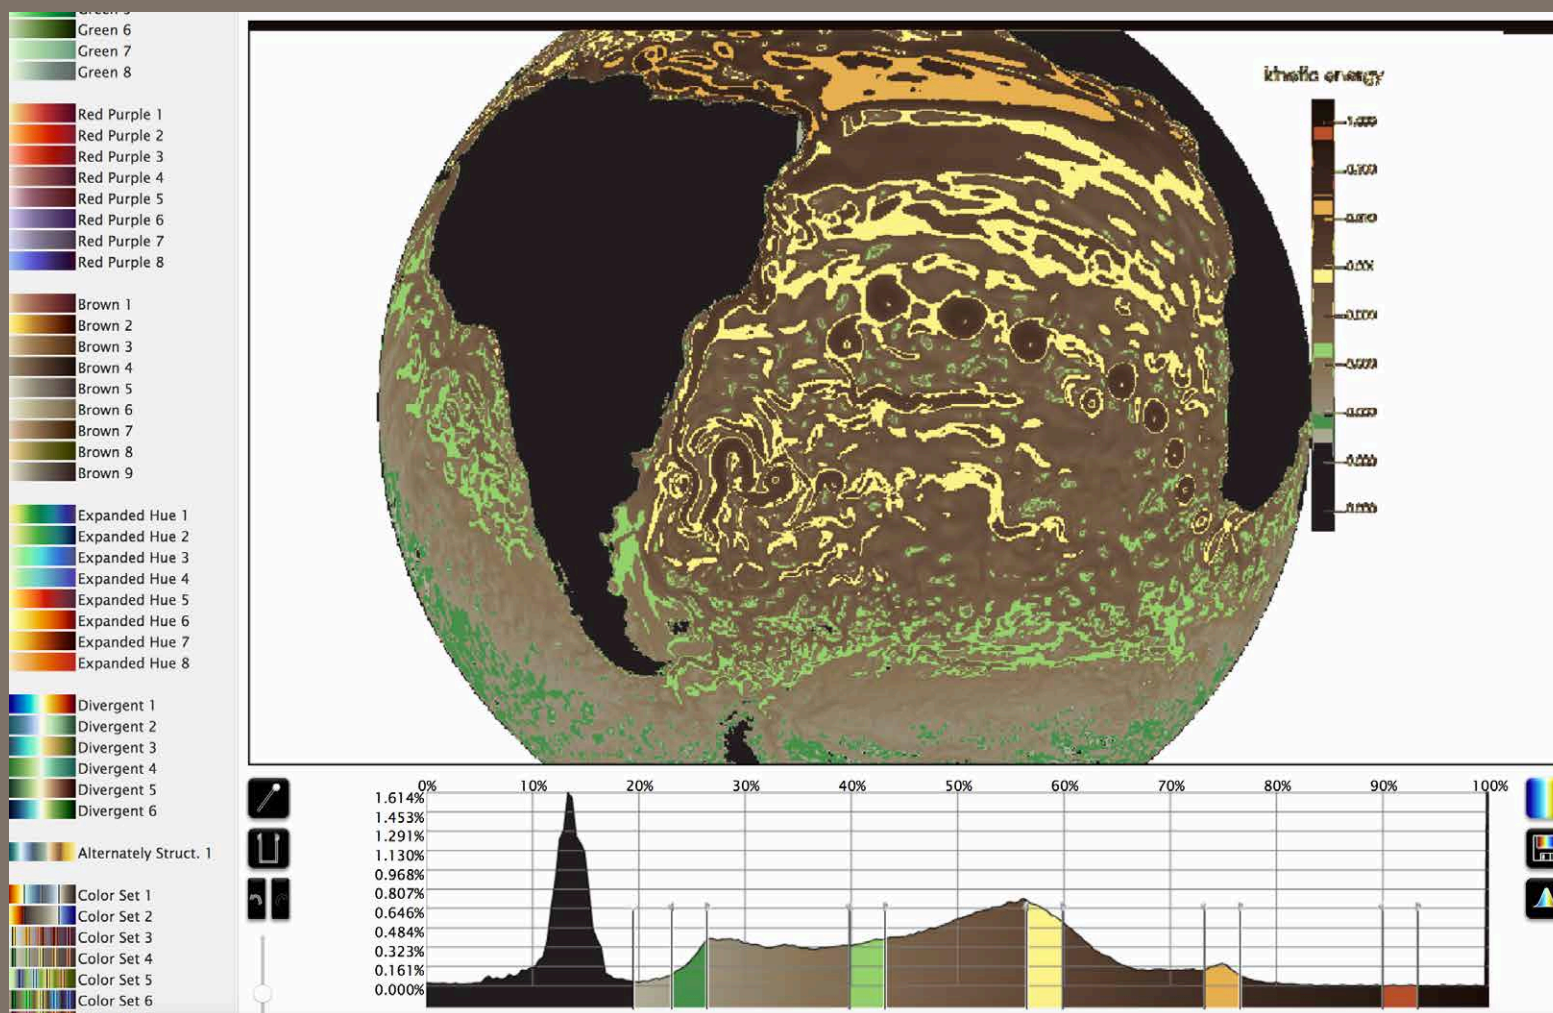 Green 6
Green 7
Green 8
Red Purple 1
Red Purple 2
Red Purple 3
Red Purple 4
Red Purple 5
Red Purple 6
Red Purple 7
Red Purple 8
Brown 1
Brown 2
Brown 3
Brown 4
Brown 5
Brown 6
Brown 7
Brown 8
Brown 9
Expanded Hue 1
Expanded Hue 2
Expanded Hue 3
Expanded Hue 4
Expanded Hue 5
Expanded Hue 6
Expanded Hue 7
Expanded Hue 8
Divergent 1
Divergent 2
Divergent 3
Divergent 4
Divergent 5
Divergent 6
Alternately Struct. 1
Color Set 1
Color Set 2
Color Set 3
Color Set 4
Color Set 5
Color Set 6
kinetic energy
0% 10% 20% 30% 40% 50% 60% 70% 80% 90% 100%
1.614%
1.453%
1.291%
1.130%
0.968%
0.807%
0.646%
0.484%
0.323%
0.161%
0.000%